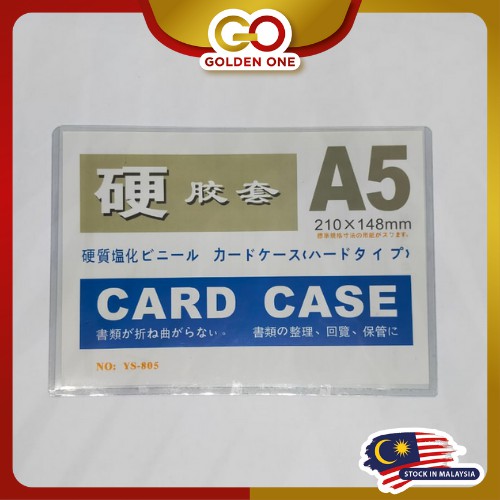 GO
GOLDEN ONE
硬 胶套
A5
210×148mm
硬質塩化ビニール カードケース(ハードタイプ)
CARD CASE
書類が折ね曲がらない。 書類の整理、回覽、保管に
NO; YS-805
STOCK IN MALAYSIA